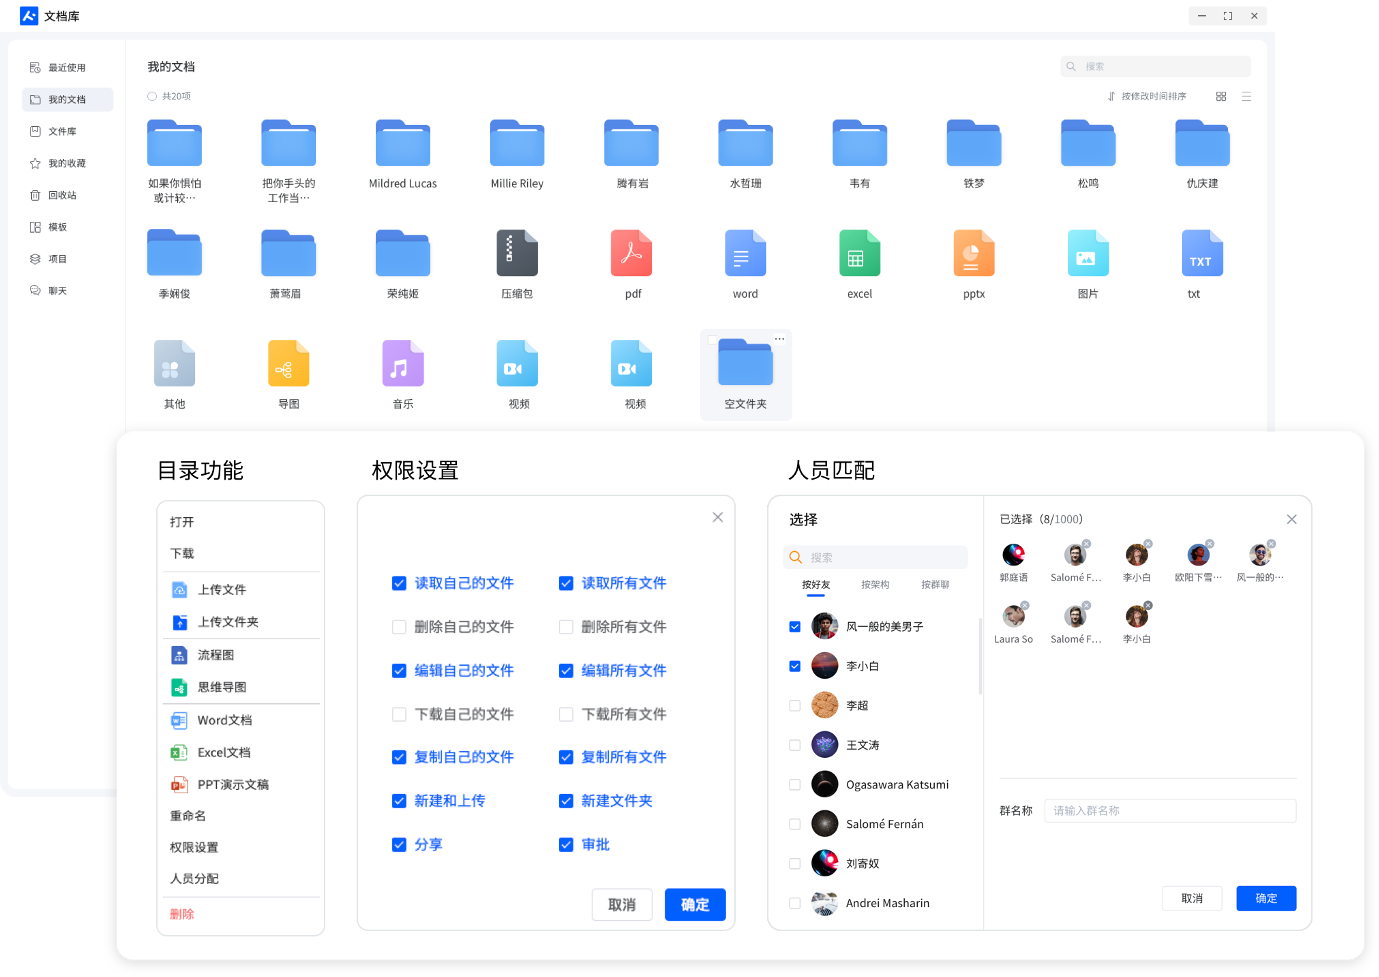 文档库
最近使用
我的文档
文件库
我的收藏
回收站
模板
项目
聊天
我的文档
搜索
共20项
按修改时间排序
如果你惧怕
或计较…
把你手头的
工作当…
Mildred Lucas
Millie Riley
腾有岩
水哲珊
韦有
铁梦
松鸣
仇庆建
季娴俊
萧莺眉
荣纯姬
压缩包
pdf
word
excel
pptx
图片
TXT
txt
其他
导图
音乐
视频
视频
空文件夹
目录功能
打开
下载
上传文件
上传文件夹
流程图
思维导图
Word文档
Excel文档
PPT演示文稿
重命名
权限设置
人员分配
删除
权限设置
读取自己的文件
读取所有文件
删除自己的文件
删除所有文件
编辑自己的文件
编辑所有文件
下载自己的文件
下载所有文件
复制自己的文件
复制所有文件
新建和上传
新建文件夹
分享
审批
取消
确定
人员匹配
选择
搜索
按好友
按架构
按群聊
风一般的美男子
李小白
李超
王文涛
Ogasawara Katsumi
Salomé Fernán
刘寄奴
Andrei Masharin
已选择（8/1000）
郭庭语
Salomé F...
李小白
欧阳下雪…
风一般的…
Laura So
Salomé F...
李小白
群名称
请输入群名称
取消
确定